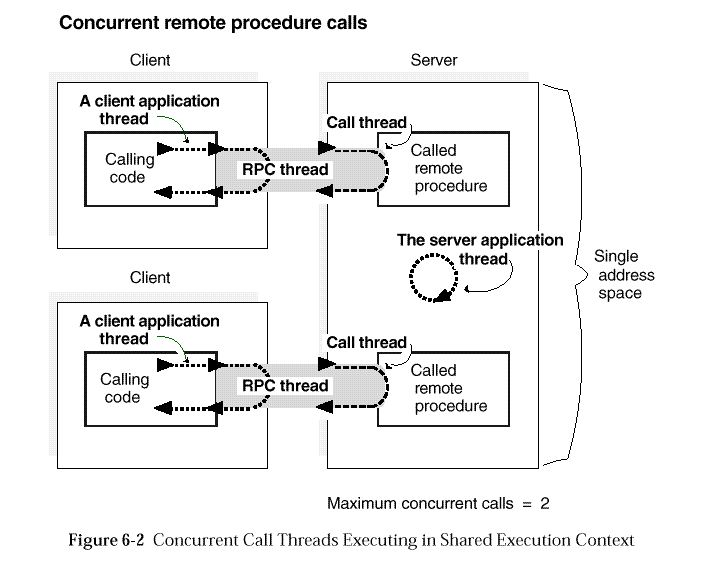 Concurrent remote procedure calls
Client
Server
A client application
thread
Calling
code
RPC thread
Call thread
Called
remote
procedure
The server application
thread
Single
address
space
Client
A client application
thread
Calling
code
RPC thread
Call thread
Called
remote
procedure
Maximum concurrent calls = 2
Figure 6-2 Concurrent Call Threads Executing in Shared Execution Context